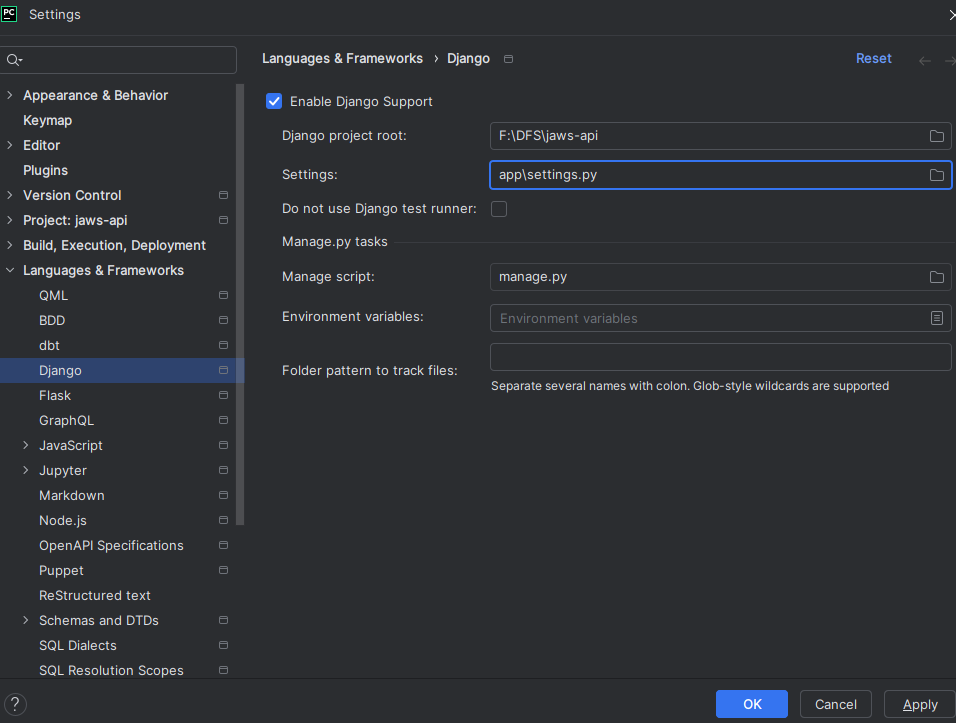 PC Settings
Languages & Frameworks › Django Reset
Appearance & Behavior
Keymap
Editor
Plugins
Version Control
Project: jaws-api
Build, Execution, Deployment
Languages & Frameworks
QML
BDD
dbt
Django
Flask
GraphQL
JavaScript
Jupyter
Markdown
Node.js
OpenAPI Specifications
Puppet
ReStructured text
Schemas and DTDs
SQL Dialects
SQL Resolution Scopes
Enable Django Support
Django project root: F:\DFS\jaws-api
Settings: app\settings.py
Do not use Django test runner:
Manage.py tasks
Manage script: manage.py
Environment variables: Environment variables
Folder pattern to track files:
Separate several names with colon. Glob-style wildcards are supported
? OK Cancel Apply